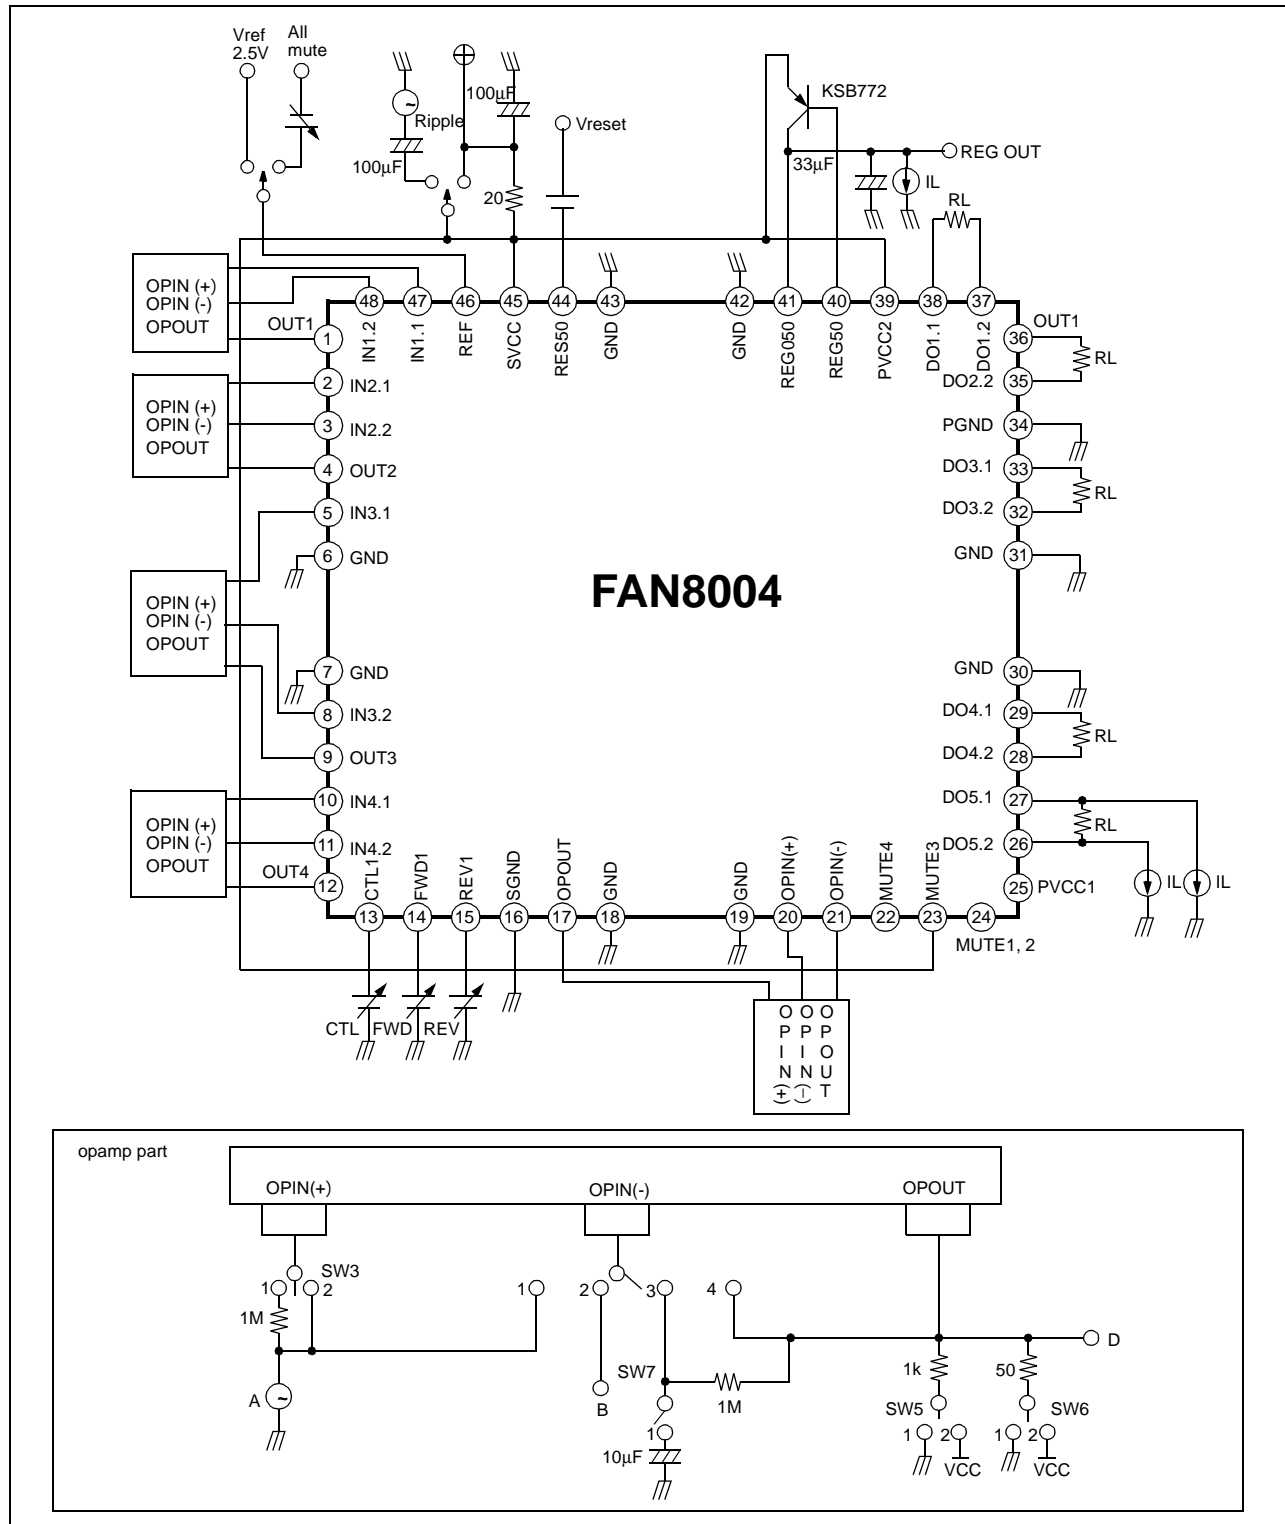 Vref
2.5V
All
mute
100µF
Ripple
100µF
20
Vreset
KSB772
33µF
REG OUT
IL
RL
OPIN (+)
OPIN (-)
OPOUT
OUT1
48
47
46
45
44
43
42
41
40
39
38
37
IN1.2
IN1.1
REF
SVCC
RES50
GND
GND
REG050
REG50
PVCC2
DO1.1
DO1.2
1
2
IN2.1
3
IN2.2
4
OUT2
5
IN3.1
6
GND
OPIN (+)
OPIN (-)
OPOUT
36
OUT1
RL
35
DO2.2
34
PGND
33
DO3.1
RL
32
DO3.2
31
GND
FAN8004
OPIN (+)
OPIN (-)
OPOUT
7
GND
8
IN3.2
9
OUT3
10
IN4.1
11
IN4.2
12
OUT4
OPIN (+)
OPIN (-)
OPOUT
30
GND
29
DO4.1
RL
28
DO4.2
27
DO5.1
RL
26
DO5.2
25
PVCC1
IL
IL
CTL1
FWD1
REV1
SGND
OPOUT
GND
GND
OPIN(+)
OPIN(-)
MUTE4
MUTE3
13
14
15
16
17
18
19
20
21
22
23
24
MUTE1, 2
CTL
FWD
REV
OPIN(+)
OPIN(-)
OPOUT
opamp part
OPIN(+)
OPIN(-)
OPOUT
SW3
1
2
1
2
3
4
1M
A
B
SW7
1M
1
10µF
D
1k
50
SW5
SW6
1
2
1
2
VCC
VCC